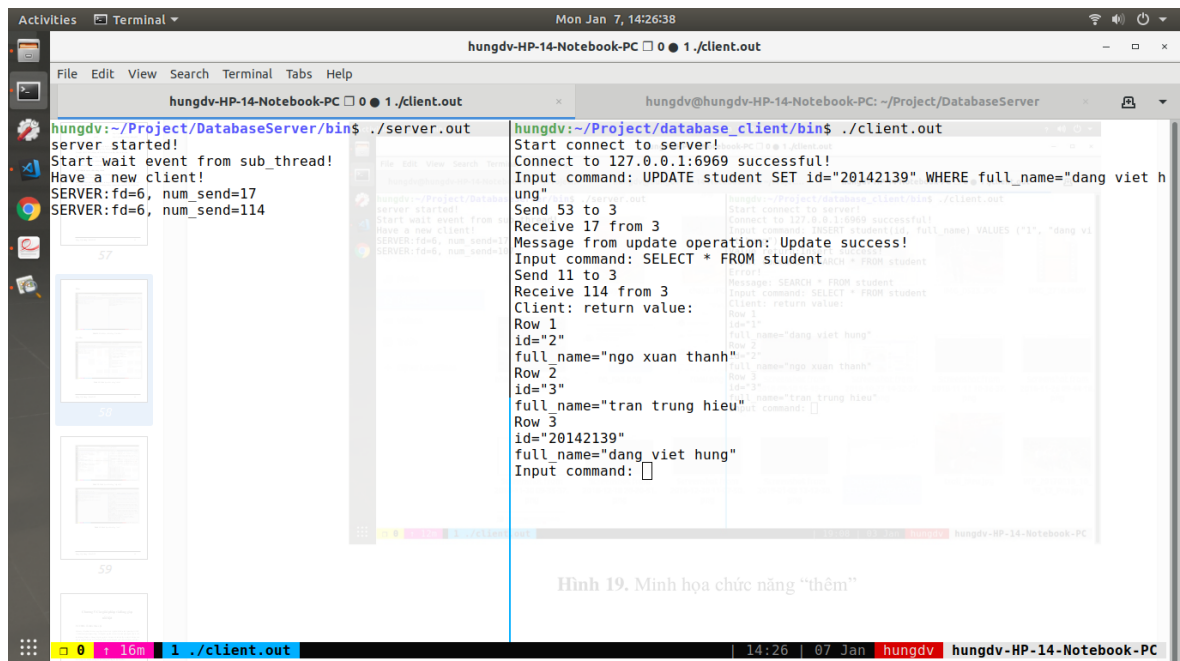 Activities Terminal Mon Jan 7, 14:26:38
hungdv-HP-14-Notebook-PC ❐ 0 ● 1 ./client.out
File Edit View Search Terminal Tabs Help
hungdv-HP-14-Notebook-PC ❐ 0 ● 1 ./client.out × hungdv@hungdv-HP-14-Notebook-PC: ~/Project/DatabaseServer ×
hungdv:~/Project/DatabaseServer/bin$ ./server.out
server started!
Start wait event from sub_thread!
Have a new client!
SERVER:fd=6, num_send=17
SERVER:fd=6, num_send=114
hungdv:~/Project/database_client/bin$ ./client.out
Start connect to server!
Connect to 127.0.0.1:6969 successful!
Input command: UPDATE student SET id="20142139" WHERE full_name="dang viet h
ung"
Send 53 to 3
Receive 17 from 3
Message from update operation: Update success!
Input command: SELECT * FROM student
Send 11 to 3
Receive 114 from 3
Client: return value:
Row 1
id="2"
full_name="ngo xuan thanh"
Row 2
id="3"
full_name="tran trung hieu"
Row 3
id="20142139"
full_name="dang viet hung"
Input command:
57
58
59
Hình 19. Minh họa chức năng “thêm”
❐ 0 ↑ 16m 1 ./client.out | 14:26 | 07 Jan hungdv hungdv-HP-14-Notebook-PC